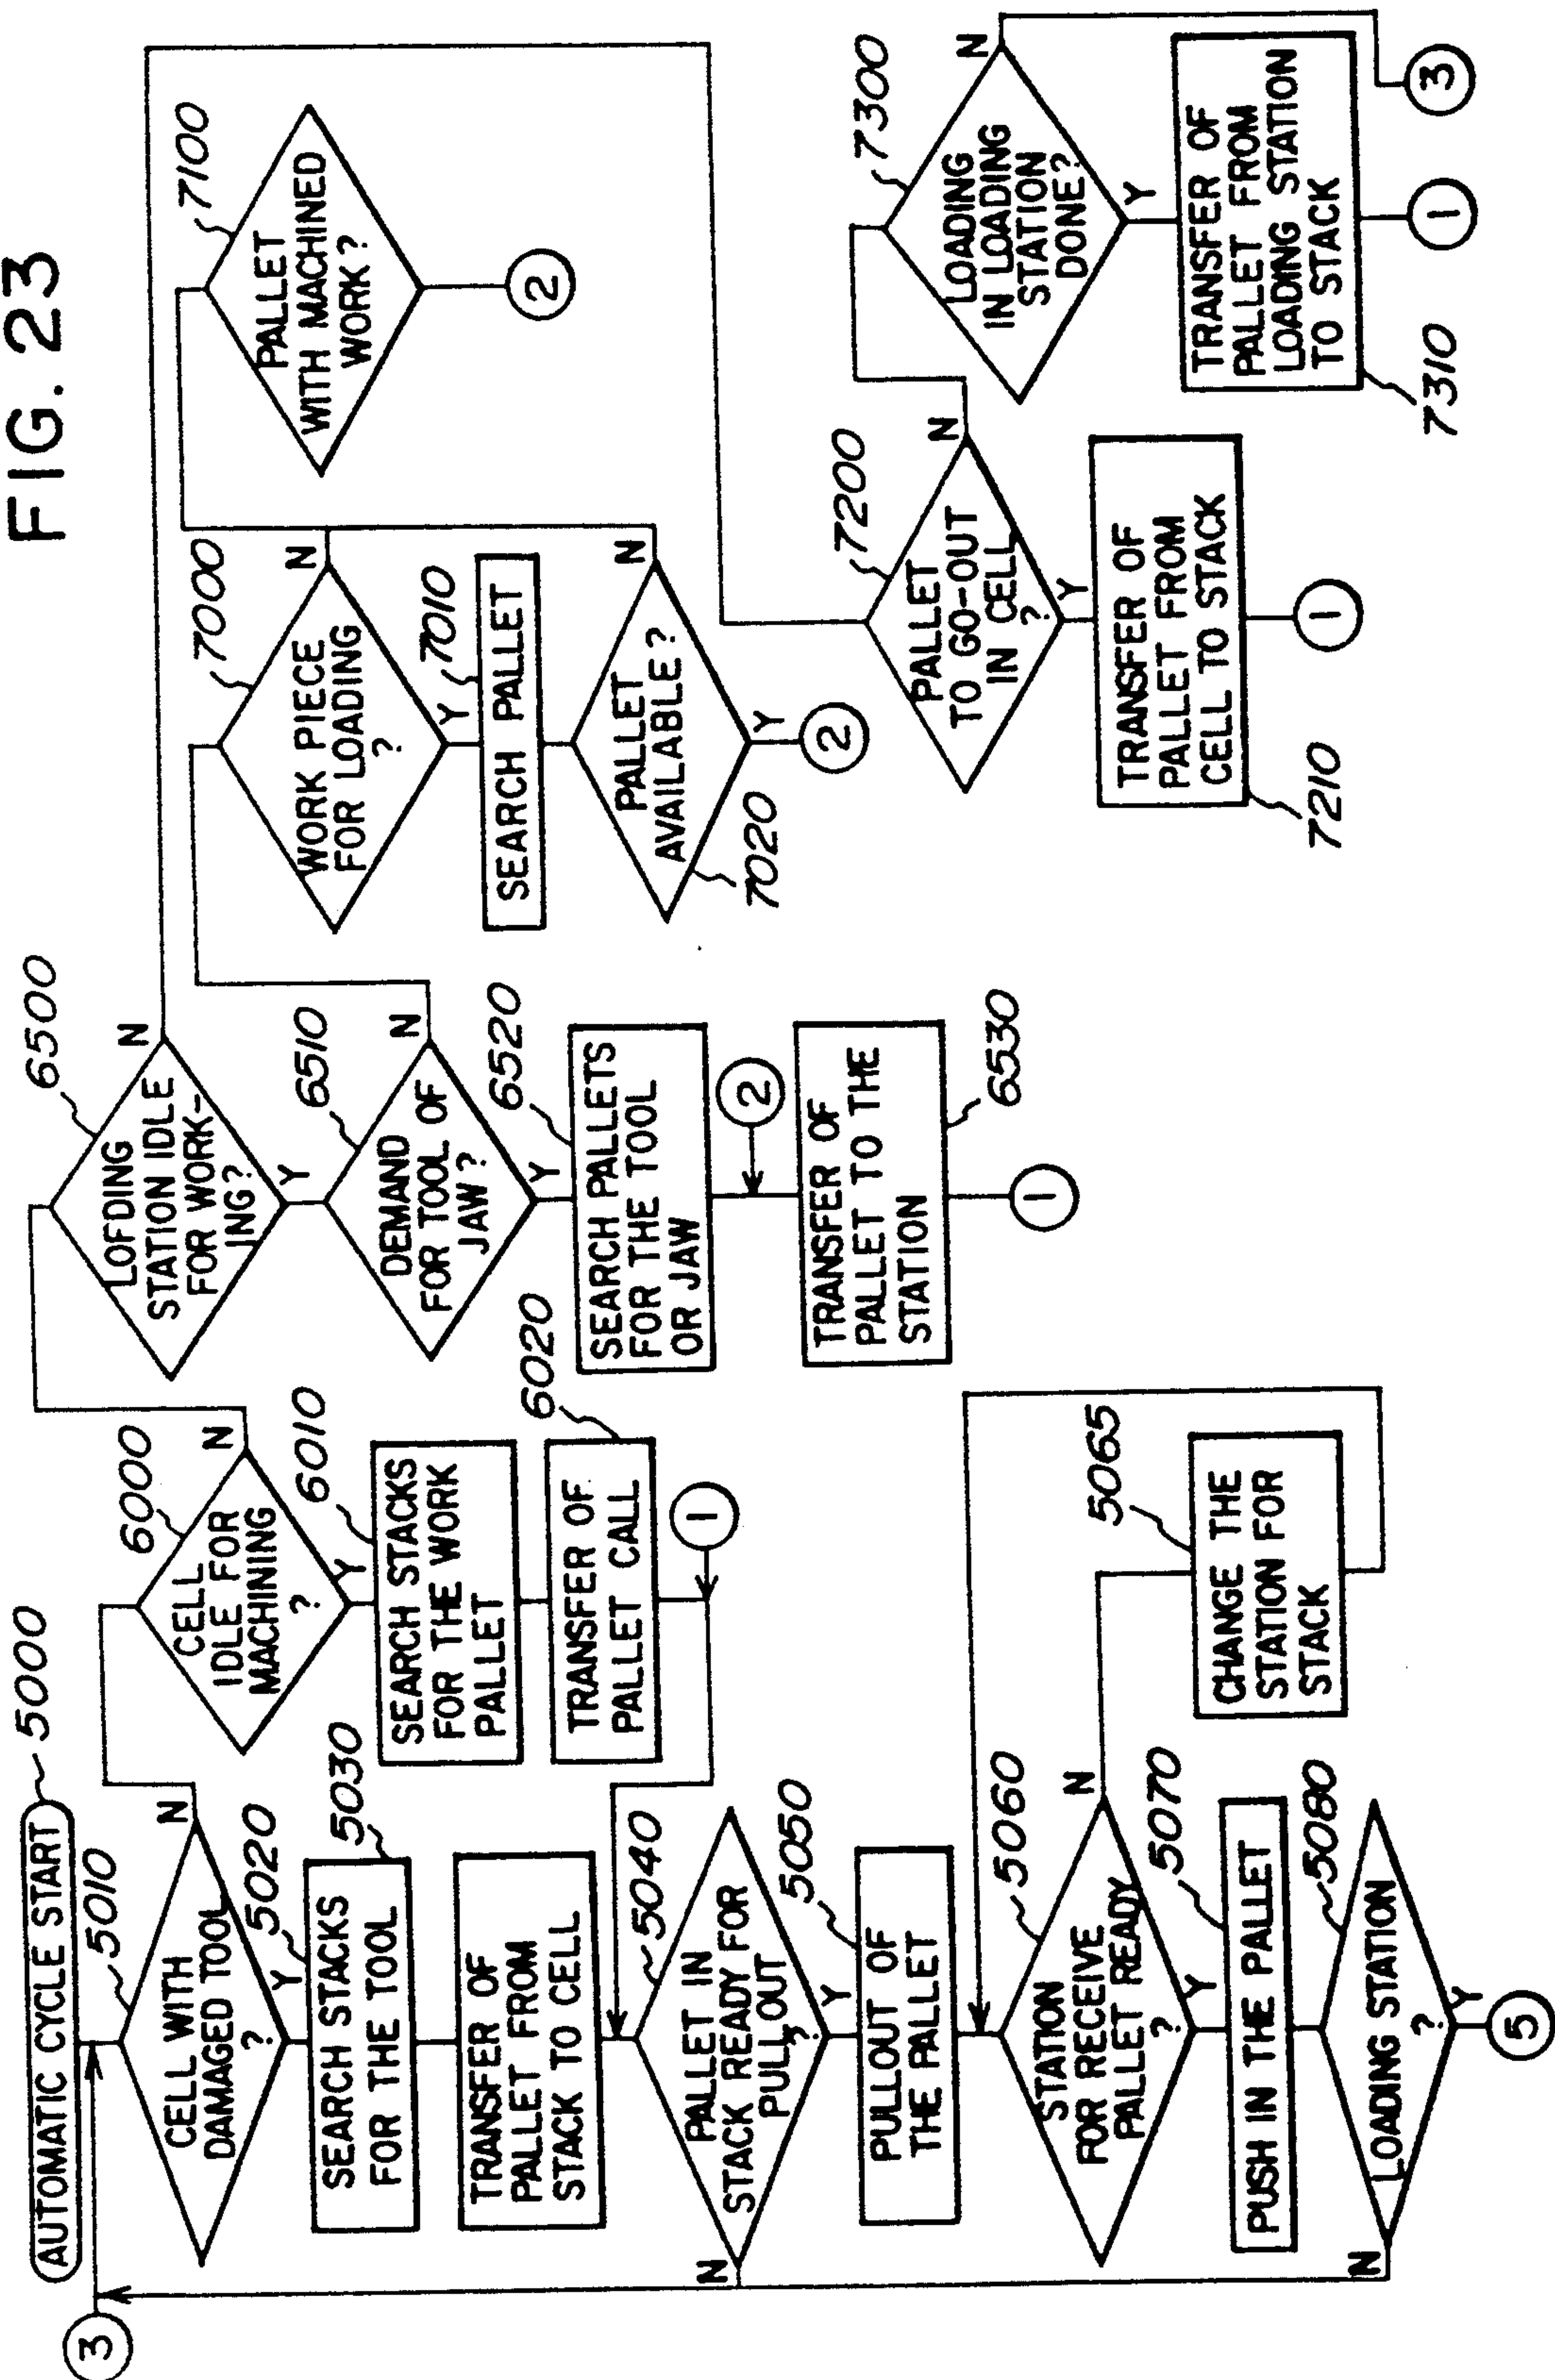 FIG. 23
AUTOMATIC CYCLE START
5000
3
5010
CELL WITH
DAMAGED TOOL
?
N
Y
5020
SEARCH STACKS
FOR THE TOOL
5030
TRANSFER OF
PALLET FROM
STACK TO CELL
5040
PALLET IN
STACK READY FOR
PULLOUT
?
N
Y
5050
PULLOUT OF
THE PALLET
5060
STATION
FOR RECEIVE
PALLET READY
?
N
Y
5065
CHANGE THE
STATION FOR
STACK
5070
PUSH IN THE PALLET
5080
LOADING STATION
?
N
Y
5
6000
CELL
IDLE FOR
MACHINING
?
N
Y
6010
SEARCH STACKS
FOR THE WORK
PALLET
6020
TRANSFER OF
PALLET CALL
1
6500
LOFDING
STATION IDLE
FOR WORK-
ING?
N
Y
6510
DEMAND
FOR TOOL OF
JAW?
N
Y
6520
SEARCH PALLETS
FOR THE TOOL
OR JAW
2
6530
TRANSFER OF
PALLET TO THE
STATION
1
7000
WORK PIECE
FOR LOADING
?
N
Y
7010
SEARCH PALLET
PALLET
AVAILABLE?
N
7020
Y
2
7100
PALLET
WITH MACHINED
WORK?
2
7200
PALLET
TO GO-OUT
IN CELL
?
N
Y
TRANSFER OF
PALLET FROM
CELL TO STACK
7210
1
7300
LOADING
IN LOADING
STATION
DONE?
N
Y
TRANSFER OF
PALLET FROM
LOADING STATION
TO STACK
7310
1
3